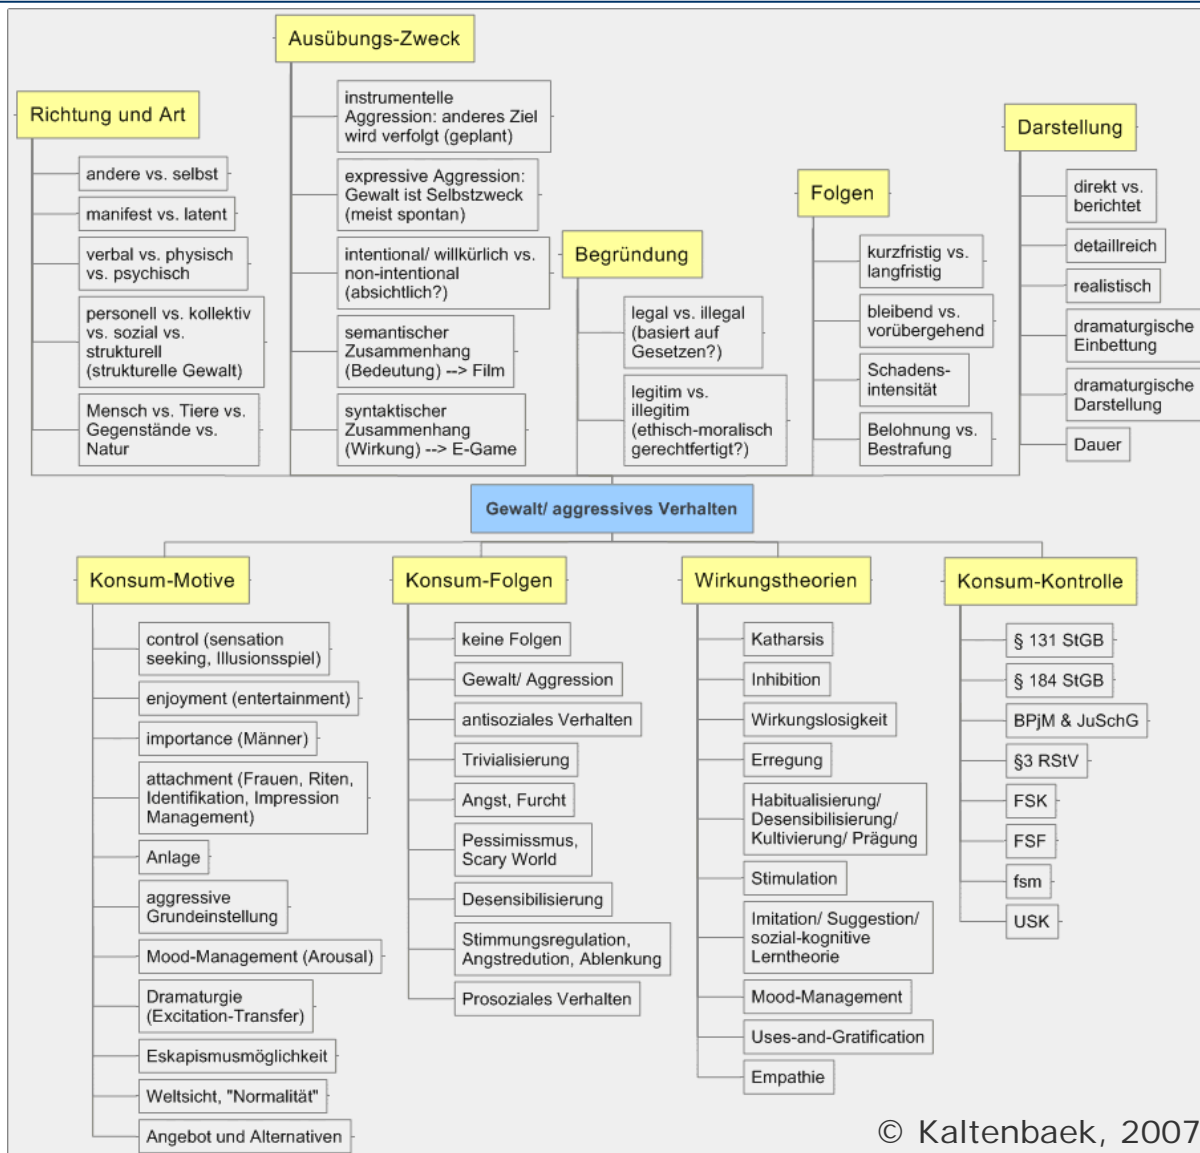 Ausübungs-Zweck
instrumentelle
Aggression: anderes Ziel
wird verfolgt (geplant)
expressive Aggression:
Gewalt ist Selbstzweck
(meist spontan)
intentional/ willkürlich vs.
non-intentional
(absichtlich?)
semantischer
Zusammenhang
(Bedeutung) --> Film
syntaktischer
Zusammenhang
(Wirkung) --> E-Game
Richtung und Art
andere vs. selbst
manifest vs. latent
verbal vs. physisch
vs. psychisch
personell vs. kollektiv
vs. sozial vs.
strukturell
(strukturelle Gewalt)
Mensch vs. Tiere vs.
Gegenstände vs.
Natur
Begründung
legal vs. illegal
(basiert auf
Gesetzen?)
legitim vs.
illegitim
(ethisch-moralisch
gerechtfertigt?)
Folgen
kurzfristig vs.
langfristig
bleibend vs.
vorübergehend
Schadens-
intensität
Belohnung vs.
Bestrafung
Darstellung
direkt vs.
berichtet
detaillreich
realistisch
dramaturgische
Einbettung
dramaturgische
Darstellung
Dauer
Gewalt/ aggressives Verhalten
Konsum-Motive
control (sensation
seeking, Illusionsspiel)
enjoyment (entertainment)
importance (Männer)
attachment (Frauen, Riten,
Identifikation, Impression
Management)
Anlage
aggressive
Grundeinstellung
Mood-Management (Arousal)
Dramaturgie
(Excitation-Transfer)
Eskapismusmöglichkeit
Weltsicht, "Normalität"
Angebot und Alternativen
Konsum-Folgen
keine Folgen
Gewalt/ Aggression
antisoziales Verhalten
Trivialisierung
Angst, Furcht
Pessimissmus,
Scary World
Desensibilisierung
Stimmungsregulation,
Angstredution, Ablenkung
Prosoziales Verhalten
Wirkungstheorien
Katharsis
Inhibition
Wirkungslosigkeit
Erregung
Habitualisierung/
Desensibilisierung/
Kultivierung/ Prägung
Stimulation
Imitation/ Suggestion/
sozial-kognitive
Lerntheorie
Mood-Management
Uses-and-Gratification
Empathie
Konsum-Kontrolle
§ 131 StGB
§ 184 StGB
BPjM & JuSchG
§3 RStV
FSK
FSF
fsm
USK
© Kaltenbaek, 2007